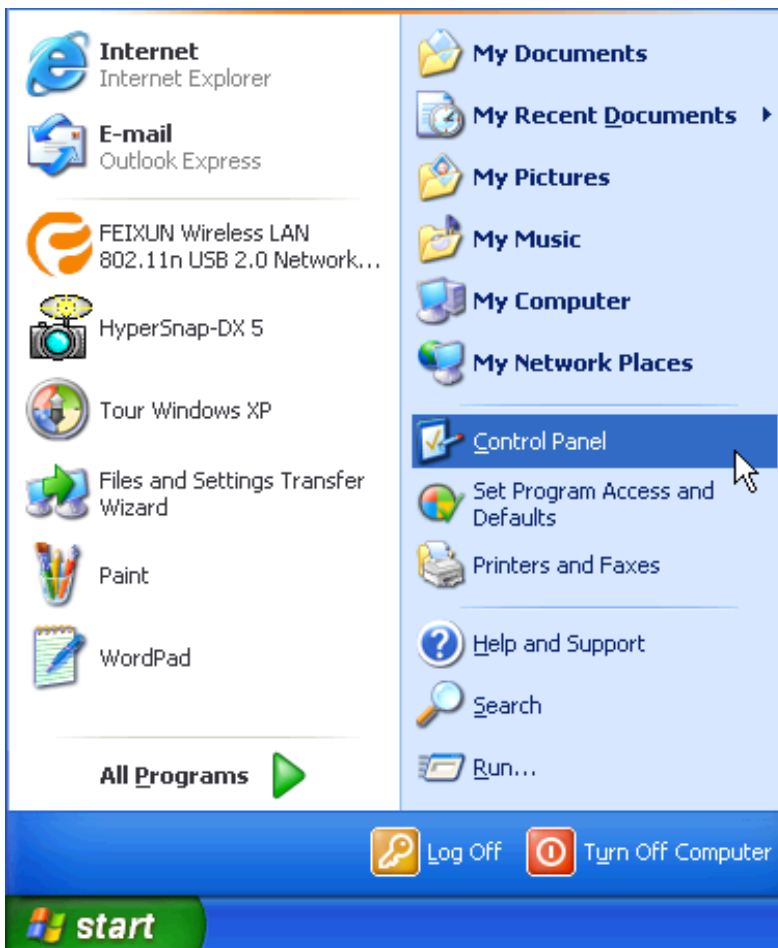 Internet
Internet Explorer
E-mail
Outlook Express
FEIXUN Wireless LAN
802.11n USB 2.0 Network...
HyperSnap-DX 5
Tour Windows XP
Files and Settings Transfer
Wizard
Paint
WordPad
All Programs
My Documents
My Recent Documents
My Pictures
My Music
My Computer
My Network Places
Control Panel
Set Program Access and
Defaults
Printers and Faxes
Help and Support
Search
Run...
Log Off
Turn Off Computer
start